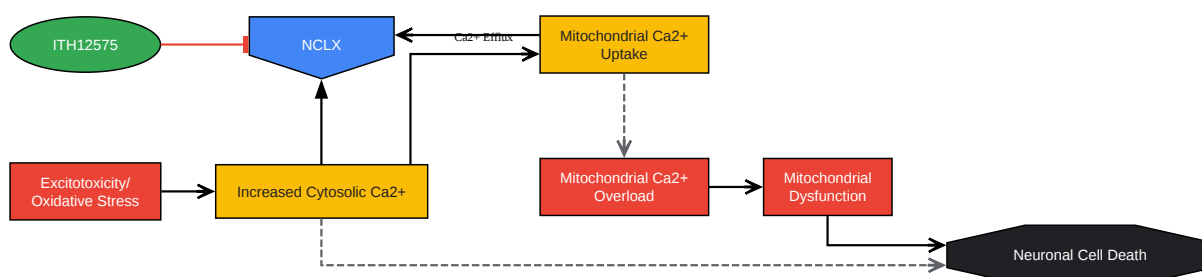 ITH12575
NCLX
Ca2+ Efflux
Mitochondrial Ca2+
Uptake
Excitotoxicity/
Oxidative Stress
Increased Cytosolic Ca2+
Mitochondrial Ca2+
Overload
Mitochondrial
Dysfunction
Neuronal Cell Death